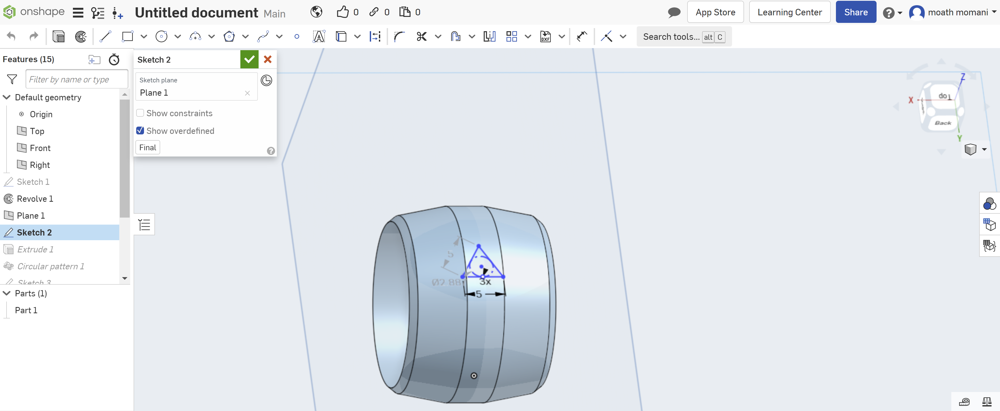 onshape Untitled document Main 0 0 0 App Store Learning Center Share ? moath momani
DXF Search tools... alt C
Features (15)
Filter by name or type
Default geometry
Origin
Top
Front
Right
Sketch 1
Revolve 1
Plane 1
Sketch 2
Extrude 1
Circular pattern 1
Sketch 3
Parts (1)
Part 1
Sketch 2
Sketch plane
Plane 1
Show constraints
Show overdefined
Final
?
5
Ø2.887
3x
5
Z
X
Top
Back
Y